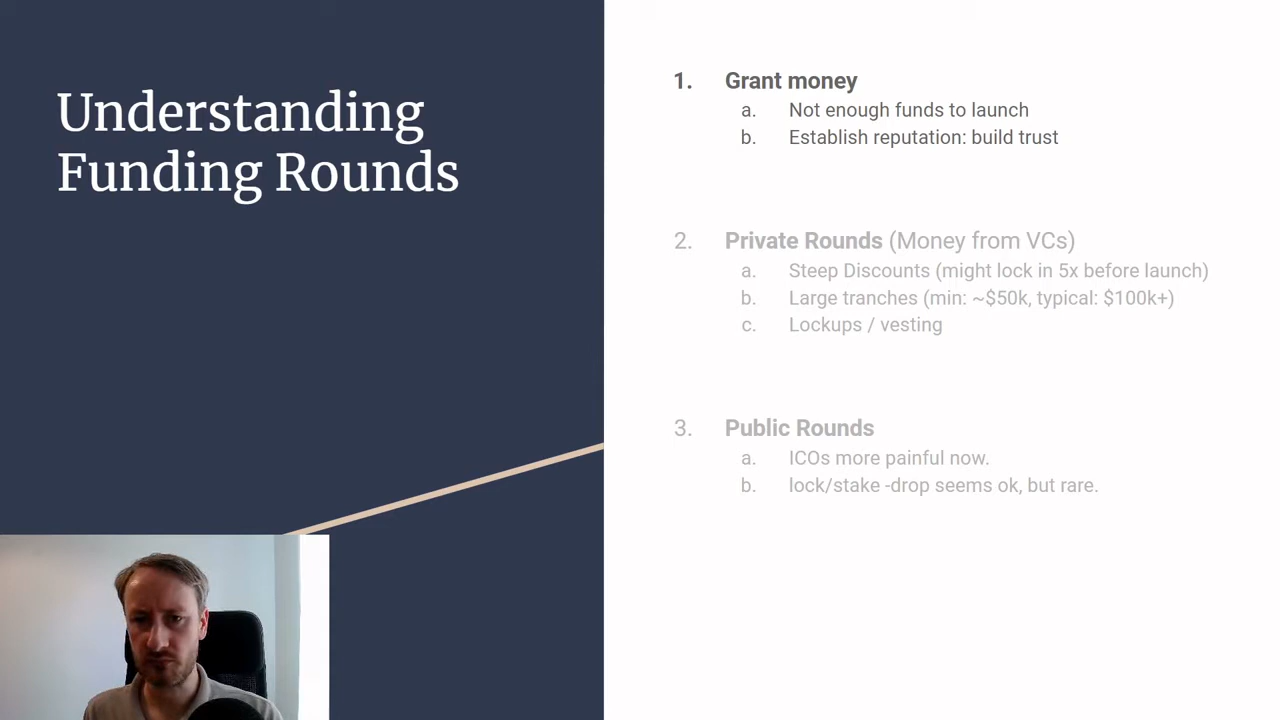 Understanding
Funding Rounds
1. Grant money
a. Not enough funds to launch
b. Establish reputation: build trust
2. Private Rounds (Money from VCs)
a. Steep Discounts (might lock in 5x before launch)
b. Large tranches (min: ~$50k, typical: $100k+)
c. Lockups / vesting
3. Public Rounds
a. ICOs more painful now.
b. lock/stake -drop seems ok, but rare.